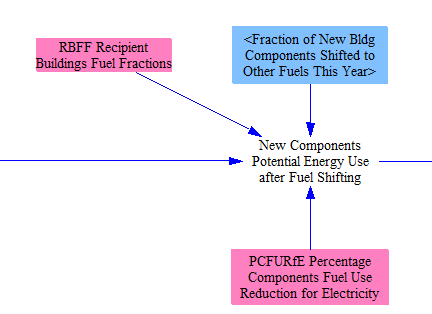 RBFF Recipient
Buildings Fuel Fractions
<Fraction of New Bldg
Components Shifted to
Other Fuels This Year>
New Components
Potential Energy Use
after Fuel Shifting
PCFURfE Percentage
Components Fuel Use
Reduction for Electricity